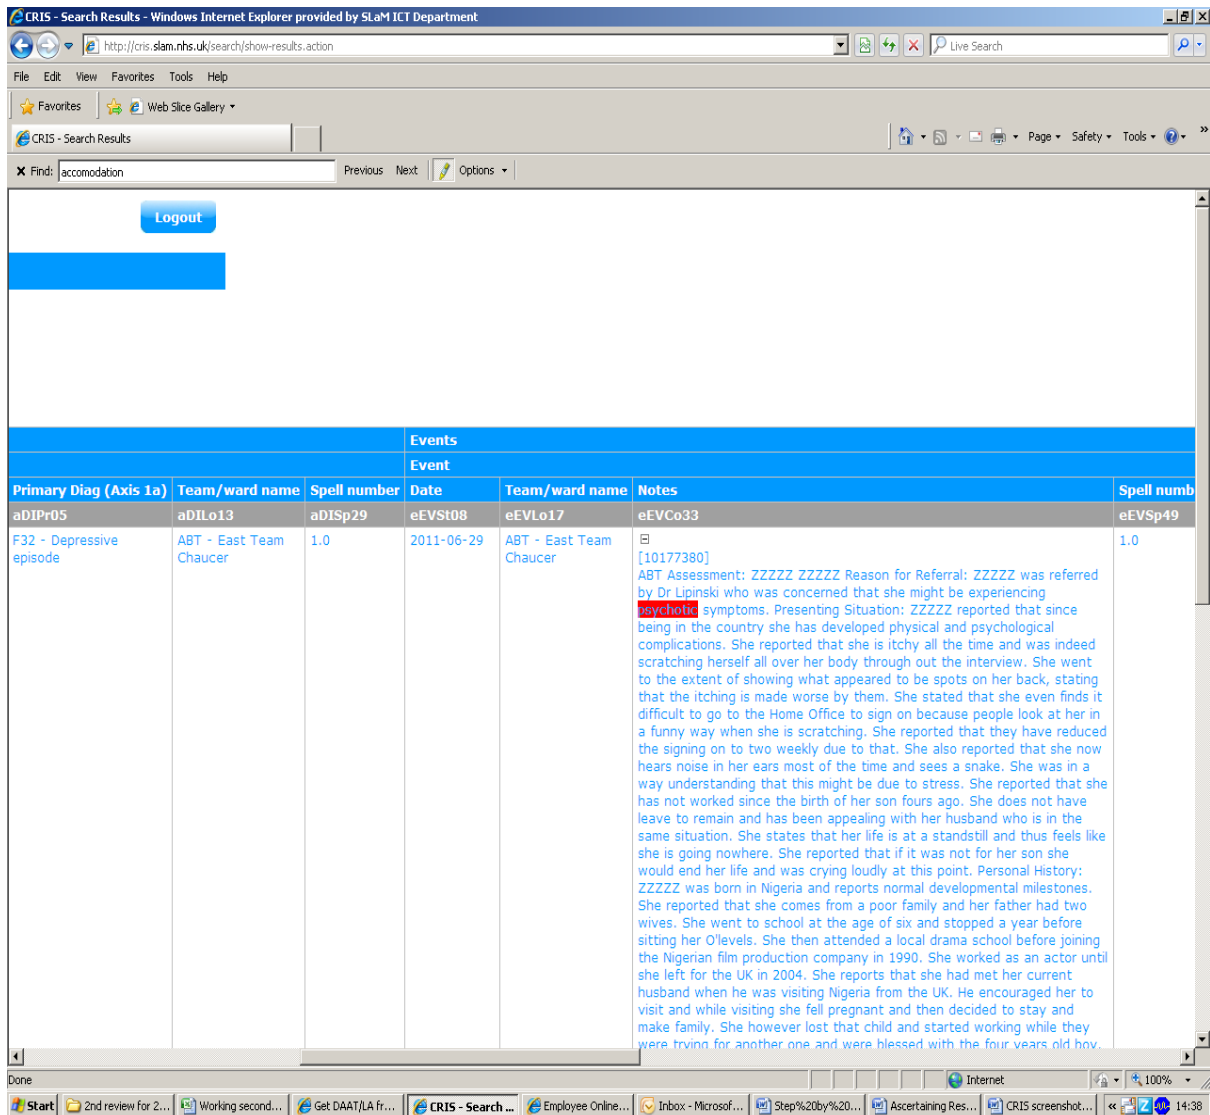 CRIS - Search Results - Windows Internet Explorer provided by SLaM ICT Department
http://cris.slam.nhs.uk/search/show-results.action
Live Search
File Edit View Favorites Tools Help
Favorites Web Slice Gallery
CRIS - Search Results
Page Safety Tools
Find: accomodation Previous Next Options
Logout
Events
Event
Primary Diag (Axis 1a) Team/ward name Spell number Date Team/ward name Notes Spell numb
aDIPr05 aDILo13 aDISp29 eEVSt08 eEVLo17 eEVCo33 eEVSp49
F32 - Depressive episode
ABT - East Team Chaucer
1.0
2011-06-29
ABT - East Team Chaucer
[10177380]
ABT Assessment: ZZZZZ ZZZZZ Reason for Referral: ZZZZZ was referred
by Dr Lipinski who was concerned that she might be experiencing
psychotic symptoms. Presenting Situation: ZZZZZ reported that since
being in the country she has developed physical and psychological
complications. She reported that she is itchy all the time and was indeed
scratching herself all over her body through out the interview. She went
to the extent of showing what appeared to be spots on her back, stating
that the itching is made worse by them. She stated that she even finds it
difficult to go to the Home Office to sign on because people look at her in
a funny way when she is scratching. She reported that they have reduced
the signing on to two weekly due to that. She also reported that she now
hears noise in her ears most of the time and sees a snake. She was in a
way understanding that this might be due to stress. She reported that she
has not worked since the birth of her son fours ago. She does not have
leave to remain and has been appealing with her husband who is in the
same situation. She states that her life is at a standstill and thus feels like
she is going nowhere. She reported that if it was not for her son she
would end her life and was crying loudly at this point. Personal History:
ZZZZZ was born in Nigeria and reports normal developmental milestones.
She reported that she comes from a poor family and her father had two
wives. She went to school at the age of six and stopped a year before
sitting her O'levels. She then attended a local drama school before joining
the Nigerian film production company in 1990. She worked as an actor until
she left for the UK in 2004. She reports that she had met her current
husband when he was visiting Nigeria from the UK. He encouraged her to
visit and while visiting she fell pregnant and then decided to stay and
make family. She however lost that child and started working while they
were trying for another one and were blessed with the four years old boy.
1.0
Done Internet 100%
Start 2nd review for 2... Working second... Get DAAT/LA fr... CRIS - Search ... Employee Online... Inbox - Microsof... Step%20by%20... Ascertaining Res... CRIS screenshot... 14:38